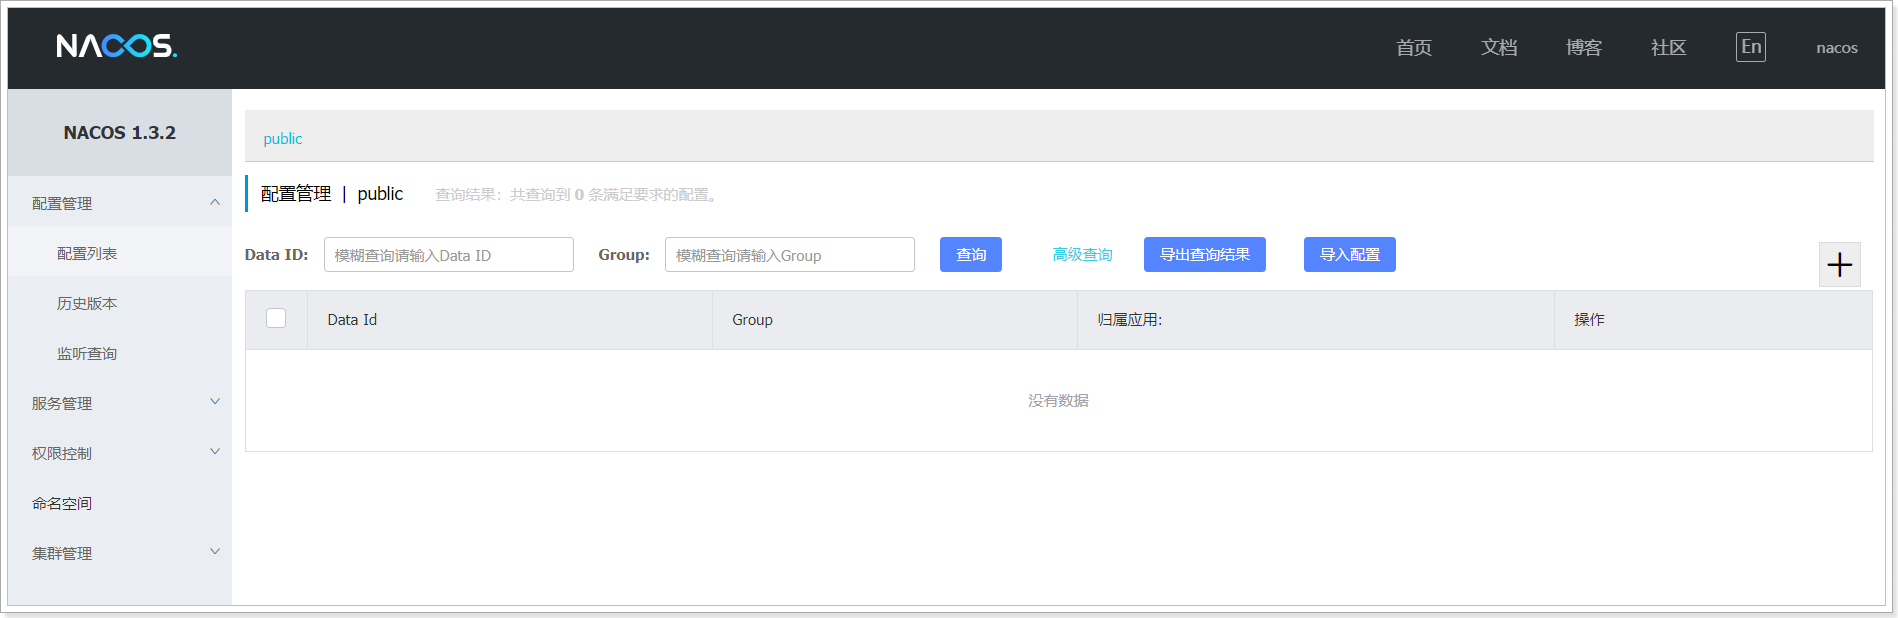 NACOS.
首页 文档 博客 社区 En nacos
NACOS 1.3.2
配置管理
配置列表
历史版本
监听查询
服务管理
权限控制
命名空间
集群管理
public
配置管理 | public 查询结果：共查询到 0 条满足要求的配置。
Data ID: 模糊查询请输入Data ID Group: 模糊查询请输入Group 查询 高级查询 导出查询结果 导入配置
Data Id Group 归属应用: 操作
没有数据